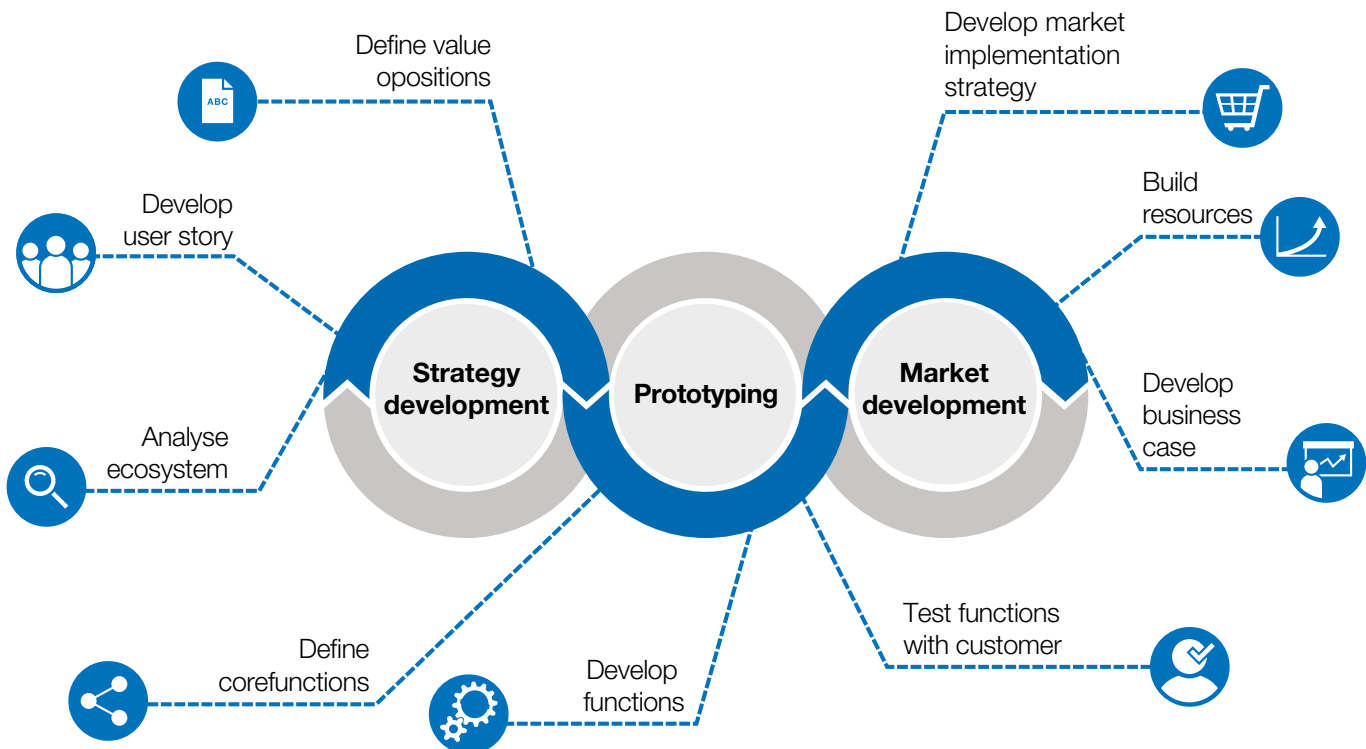 Define value
opositions
ABC
Develop
user story
Analyse
ecosystem
Strategy
development
Define
corefunctions
Prototyping
Develop
functions
Test functions
with customer
Market
development
Develop market
implementation
strategy
Build
resources
Develop
business
case